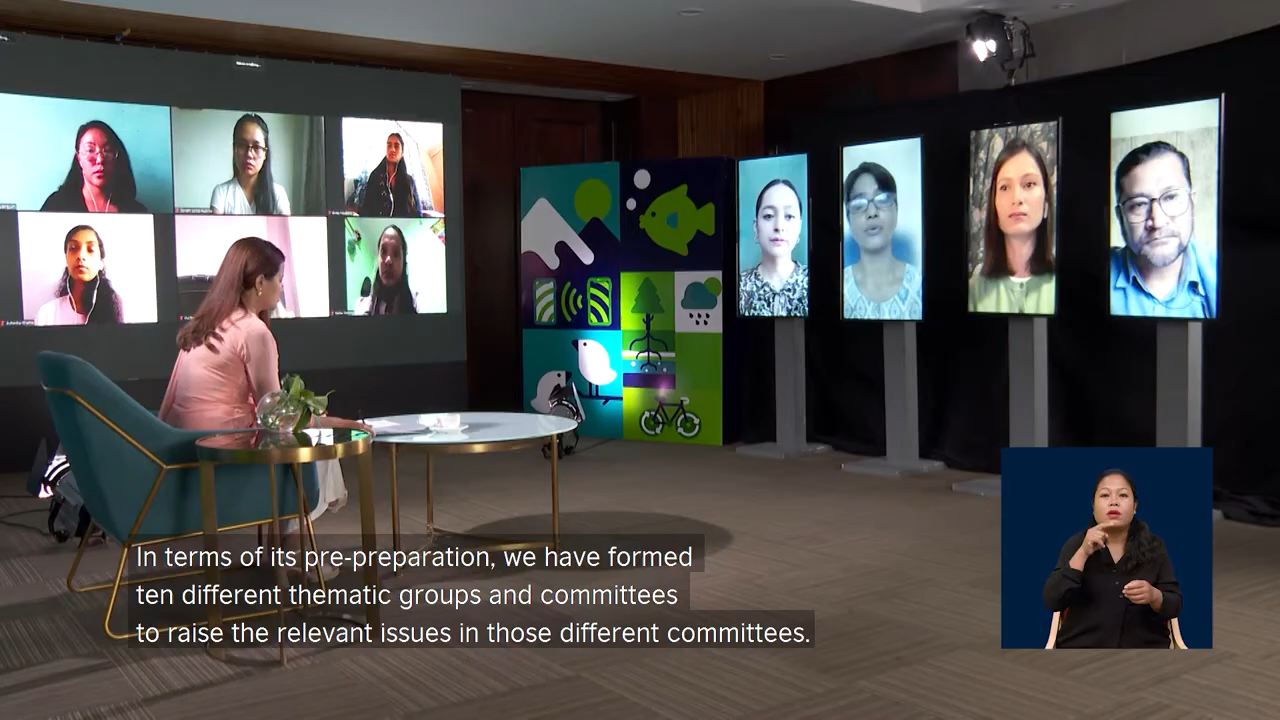 In terms of its pre-preparation, we have formed
ten different thematic groups and committees
to raise the relevant issues in those different committees.